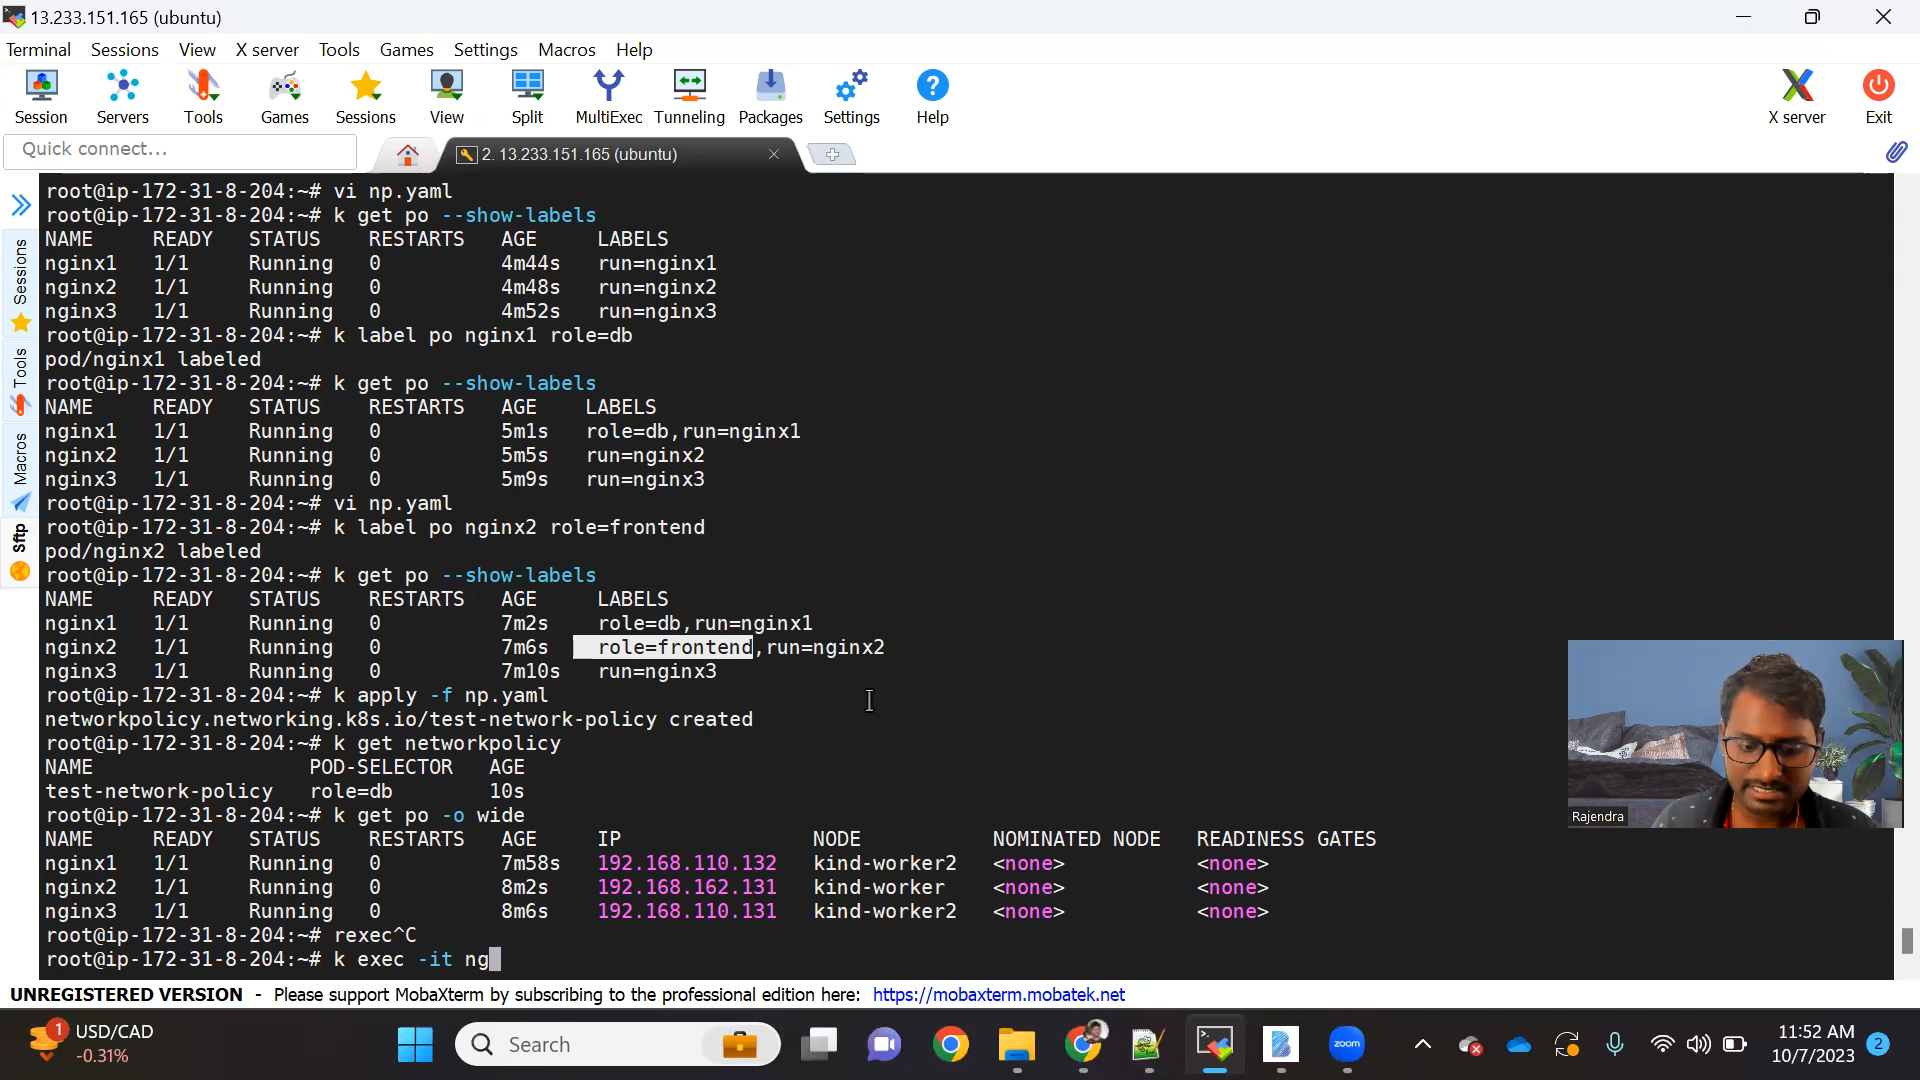 13.233.151.165 (ubuntu)
Terminal Sessions View X server Tools Games Settings Macros Help
Session Servers Tools Games Sessions View Split MultiExec Tunneling Packages Settings Help X server Exit
Quick connect...
2. 13.233.151.165 (ubuntu)
Sessions
Tools
Macros
Sftp
root@ip-172-31-8-204:~# vi np.yaml
root@ip-172-31-8-204:~# k get po --show-labels
NAME READY STATUS RESTARTS AGE LABELS
nginx1 1/1 Running 0 4m44s run=nginx1
nginx2 1/1 Running 0 4m48s run=nginx2
nginx3 1/1 Running 0 4m52s run=nginx3
root@ip-172-31-8-204:~# k label po nginx1 role=db
pod/nginx1 labeled
root@ip-172-31-8-204:~# k get po --show-labels
NAME READY STATUS RESTARTS AGE LABELS
nginx1 1/1 Running 0 5m1s role=db,run=nginx1
nginx2 1/1 Running 0 5m5s run=nginx2
nginx3 1/1 Running 0 5m9s run=nginx3
root@ip-172-31-8-204:~# vi np.yaml
root@ip-172-31-8-204:~# k label po nginx2 role=frontend
pod/nginx2 labeled
root@ip-172-31-8-204:~# k get po --show-labels
NAME READY STATUS RESTARTS AGE LABELS
nginx1 1/1 Running 0 7m2s role=db,run=nginx1
nginx2 1/1 Running 0 7m6s role=frontend,run=nginx2
nginx3 1/1 Running 0 7m10s run=nginx3
root@ip-172-31-8-204:~# k apply -f np.yaml
networkpolicy.networking.k8s.io/test-network-policy created
root@ip-172-31-8-204:~# k get networkpolicy
NAME POD-SELECTOR AGE
test-network-policy role=db 10s
root@ip-172-31-8-204:~# k get po -o wide
NAME READY STATUS RESTARTS AGE IP NODE NOMINATED NODE READINESS GATES
nginx1 1/1 Running 0 7m58s 192.168.110.132 kind-worker2 <none> <none>
nginx2 1/1 Running 0 8m2s 192.168.162.131 kind-worker <none> <none>
nginx3 1/1 Running 0 8m6s 192.168.110.131 kind-worker2 <none> <none>
root@ip-172-31-8-204:~# rexec^C
root@ip-172-31-8-204:~# k exec -it ng
Rajendra
UNREGISTERED VERSION - Please support MobaXterm by subscribing to the professional edition here: https://mobaxterm.mobatek.net
1
USD/CAD
-0.31%
Search
zoom
11:52 AM
10/7/2023
2